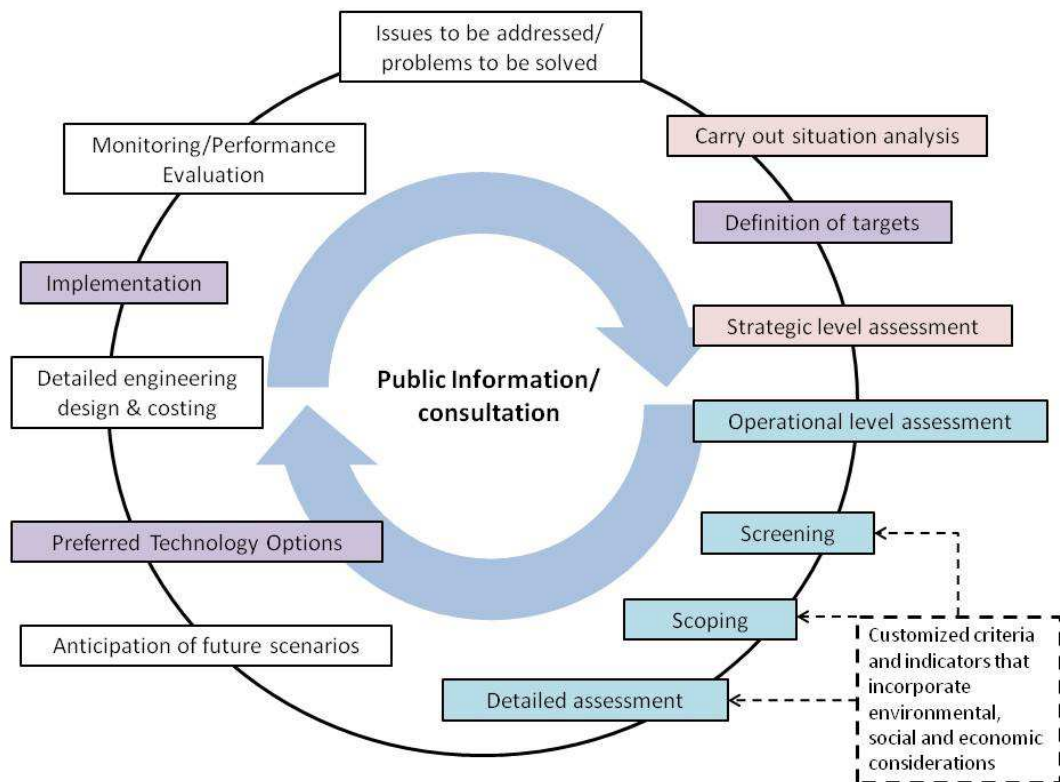 Issues to be addressed/
problems to be solved
Carry out situation analysis
Definition of targets
Strategic level assessment
Operational level assessment
Screening
Scoping
Detailed assessment
Customized criteria
and indicators that
incorporate
environmental,
social and economic
considerations
Anticipation of future scenarios
Preferred Technology Options
Detailed engineering
design & costing
Implementation
Monitoring/Performance
Evaluation
Public Information/
consultation